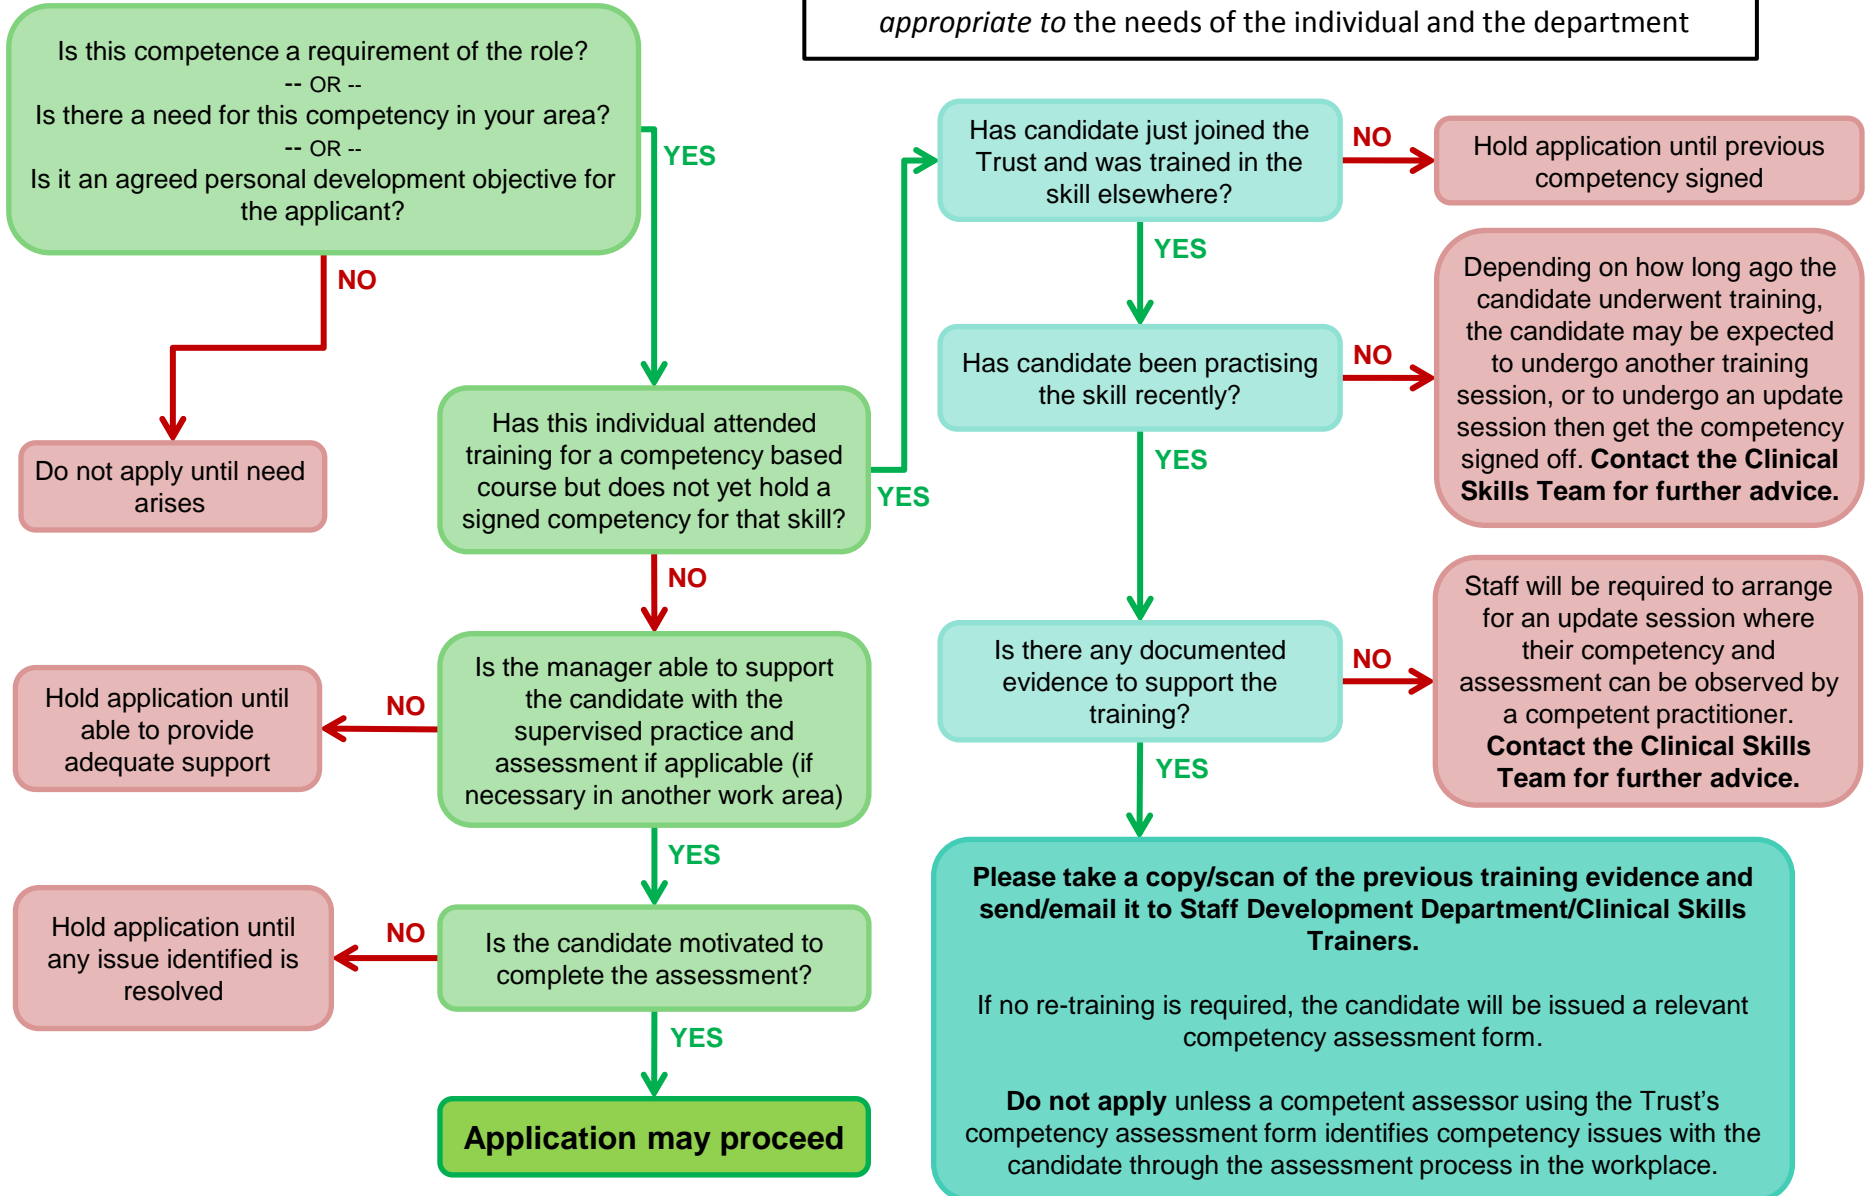 appropriate to the needs of the individual and the department
Is this competence a requirement of the role?
-- OR --
Is there a need for this competency in your area?
-- OR --
Is it an agreed personal development objective for
the applicant?
YES
NO
Do not apply until need
arises
Has this individual attended
training for a competency based
course but does not yet hold a
signed competency for that skill?
YES
NO
Is the manager able to support
the candidate with the
supervised practice and
assessment if applicable (if
necessary in another work area)
NO
Hold application until
able to provide
adequate support
YES
Is the candidate motivated to
complete the assessment?
NO
Hold application until
any issue identified is
resolved
YES
Application may proceed
Has candidate just joined the
Trust and was trained in the
skill elsewhere?
NO
Hold application until previous
competency signed
YES
Has candidate been practising
the skill recently?
NO
Depending on how long ago the
candidate underwent training,
the candidate may be expected
to undergo another training
session, or to undergo an update
session then get the competency
signed off. Contact the Clinical
Skills Team for further advice.
YES
Is there any documented
evidence to support the
training?
NO
Staff will be required to arrange
for an update session where
their competency and
assessment can be observed by
a competent practitioner.
Contact the Clinical Skills
Team for further advice.
YES
Please take a copy/scan of the previous training evidence and
send/email it to Staff Development Department/Clinical Skills
Trainers.
If no re-training is required, the candidate will be issued a relevant
competency assessment form.
Do not apply unless a competent assessor using the Trust’s
competency assessment form identifies competency issues with the
candidate through the assessment process in the workplace.